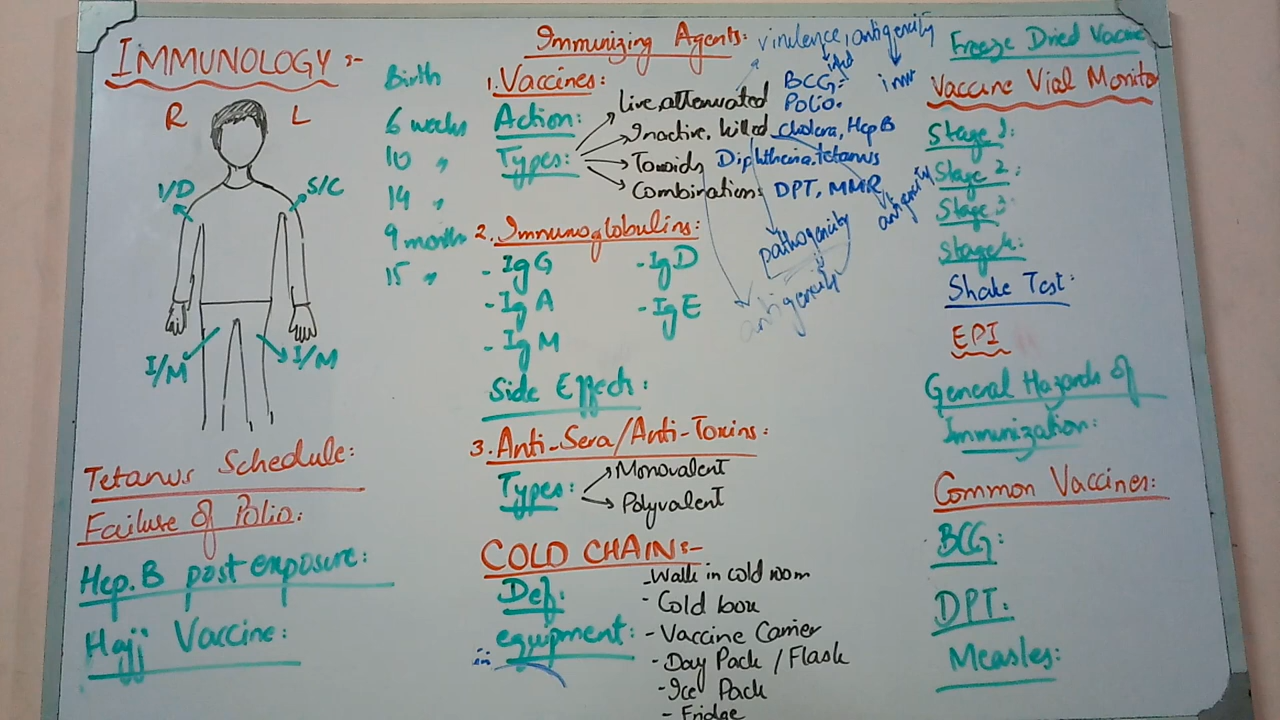 IMMUNOLOGY:-
R L
I/D S/C
I/M I/M
Tetanus Schedule:
Failure of Polio:
Hep. B post exposure:
Hajj Vaccine:
Birth
6 weeks
10 "
14 "
9 month
15 "
Immunizing Agents:
virulence, antigenicity
1. Vaccines:
Action:
Types:
Live, attenuated BCG:
Polio.
Inactive, killed cholera, Hep B
Toxoids Diphtheria, tetanus
Combination: DPT, MMR
antigenicity
pathogenicity
antigenicity
2. Immunoglobulins:
- IgG - IgD
- IgA - IgE
- IgM
Side Effects:
3. Anti-Sera/Anti-Toxins:
Types: Monovalent
Polyvalent
COLD CHAIN:-
Def:
equipment:
- Walk in cold room
- Cold box
- Vaccine Carrier
- Day Pack / Flask
- Ice Pack
- Fridge
Freeze Dried Vaccine
Vaccine Vial Monitor
Stage 1:
Stage 2:
Stage 3:
Stage 4:
Shake Test:
EPI
General Hazards of
Immunization:
Common Vaccines:
BCG:
DPT:
Measles: